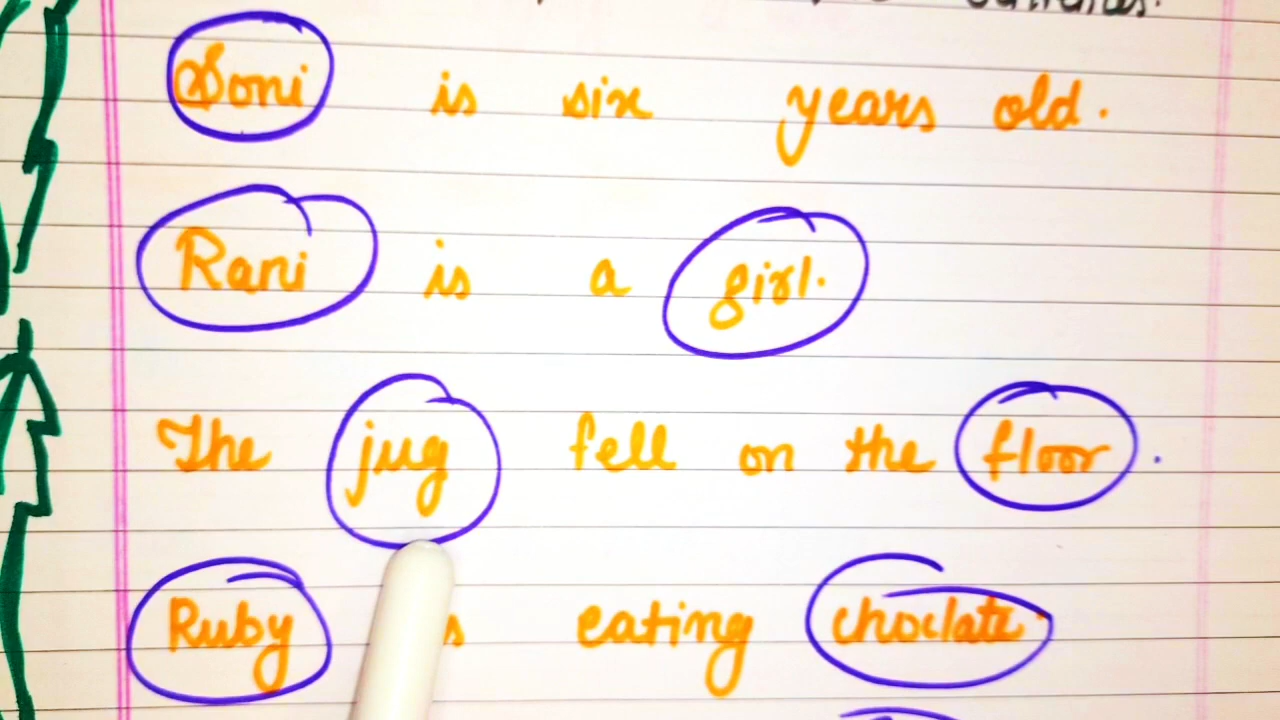 Soni is six years old.
Rani is a girl.
The jug fell on the floor.
Ruby eating choclate.